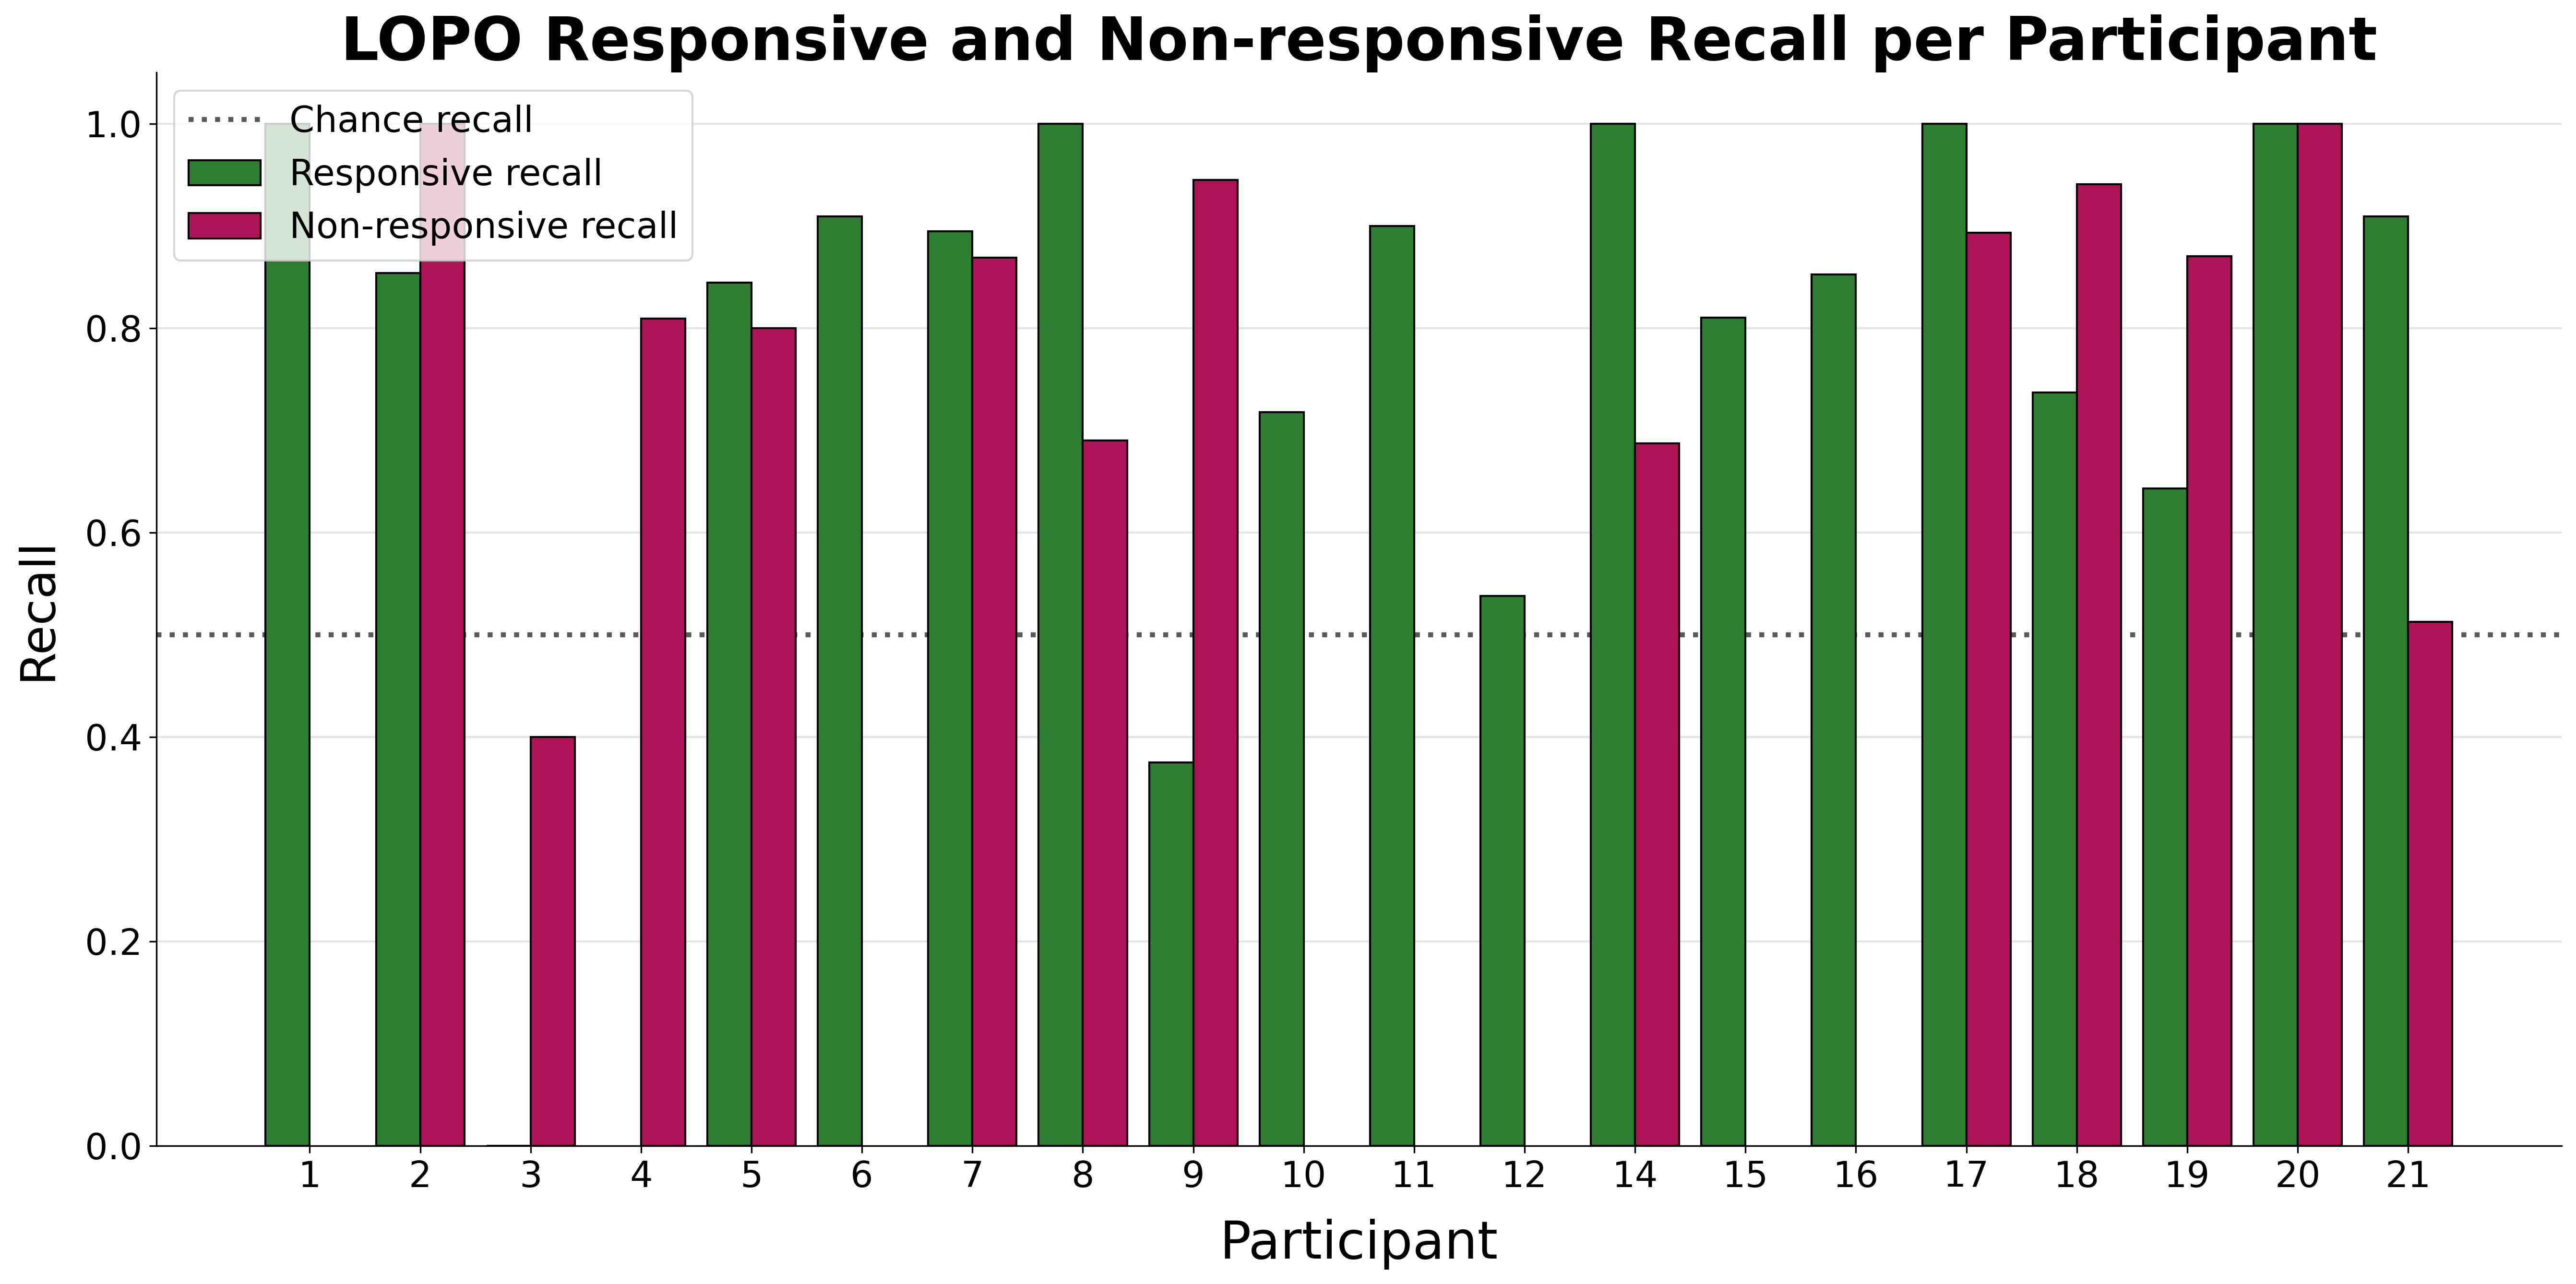 LOPO Responsive and Non-responsive Recall per Participant
Chance recall
Responsive recall
Non-responsive recall
1.0
0.8
0.6
0.4
0.2
0.0
Recall
1 2 3 4 5 6 7 8 9 10 11 12 14 15 16 17 18 19 20 21
Participant